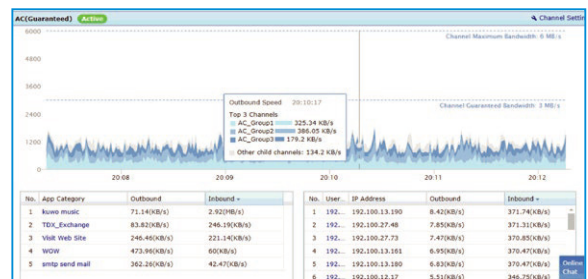 AC(Guaranteed) Active
Channel Settin
6000
Channel Maximum Bandwidth: 6 MB/s
4800
3600
Channel Guaranteed Bandwidth: 3 MB/s
2400
1200
0
Outbound Speed 20:10:17
Top 3 Channels
AC_Group1 325.34 KB/s
AC_Group2 386.05 KB/s
AC_Group3 179.2 KB/s
Other child channels: 134.2 KB/s
20:08 20:09 20:10 20:11 20:12
No. App Category Outbound Inbound
1 kuwo music 71.14(KB/s) 2.92(MB/s)
2 TDX_Exchange 83.82(KB/s) 246.19(KB/s)
3 Visit Web Site 246.46(KB/s) 221.14(KB/s)
4 WOW 473.96(KB/s) 60(KB/s)
5 smtp send mail 362.26(KB/s) 42.47(KB/s)
No. User... IP Address Outbound Inbound
1 192... 192.100.13.190 8.42(KB/s) 371.74(KB/s)
2 192... 192.100.27.48 7.85(KB/s) 371.31(KB/s)
3 192... 192.100.27.73 7.47(KB/s) 370.85(KB/s)
4 192... 192.100.13.161 6.95(KB/s) 370.47(KB/s)
5 192... 192.100.13.180 6.63(KB/s) 370.47(KB/s)
6 192... 192.100.12.17 5.51(KB/s) 346.75(KB/s)
Online
Chat